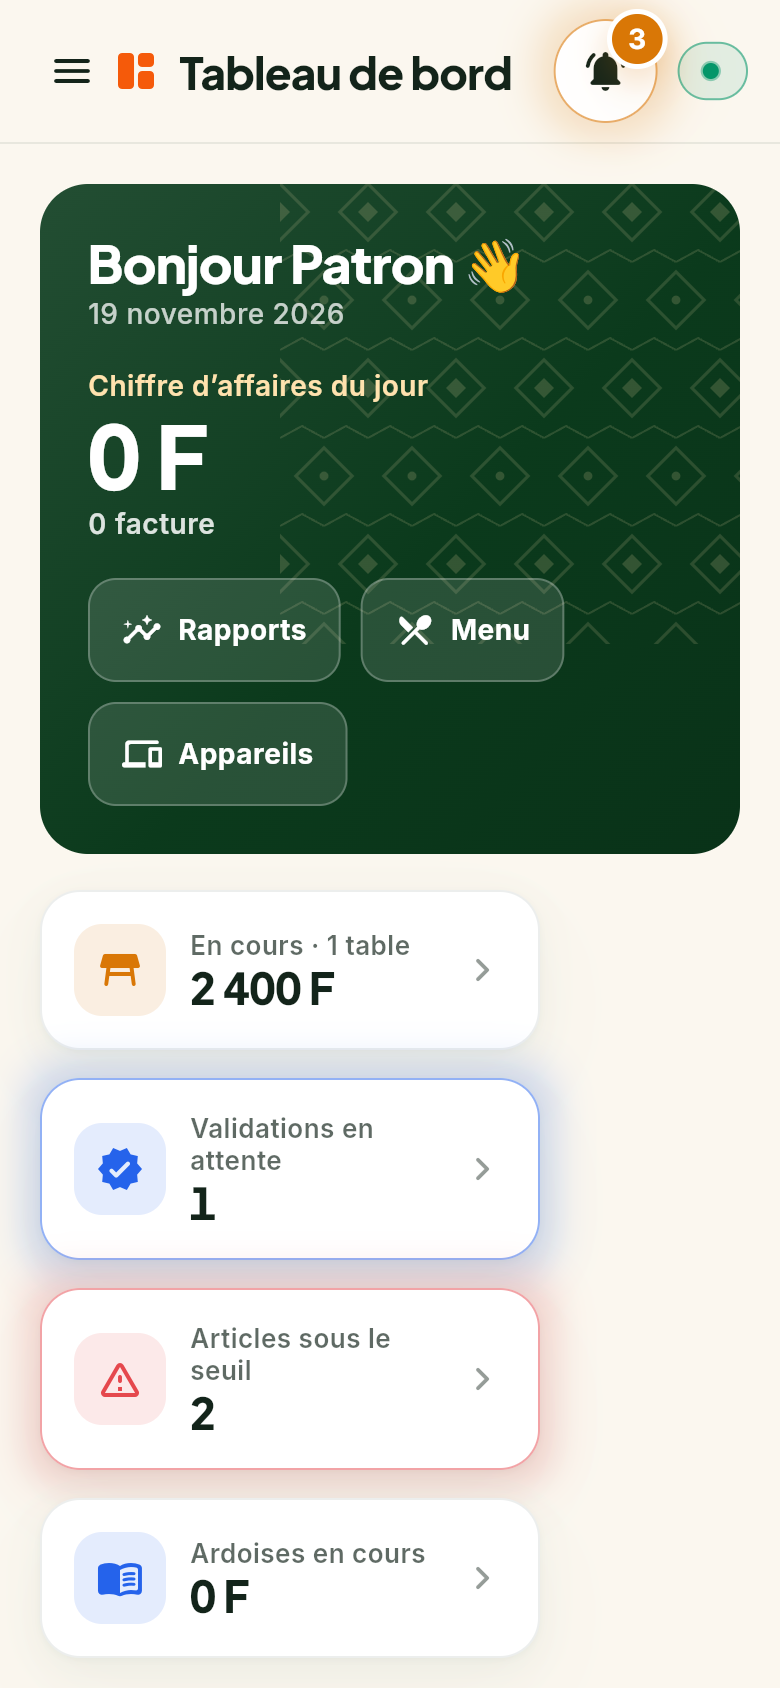 Tableau de bord
3
Bonjour Patron 👋
19 novembre 2026
Chiffre d’affaires du jour
0 F
0 facture
Rapports
Menu
Appareils
En cours · 1 table
2 400 F
Validations en
attente
1
Articles sous le
seuil
2
Ardoises en cours
0 F